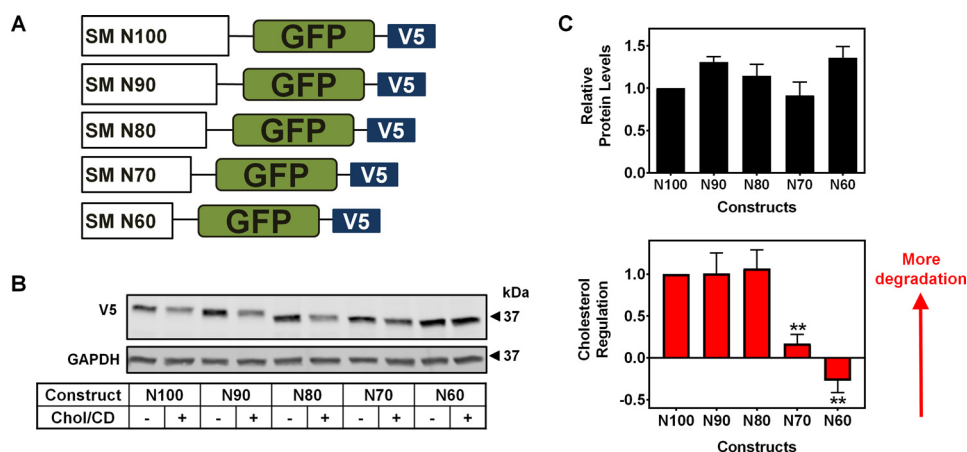 A
SM N100 GFP V5
SM N90 GFP V5
SM N80 GFP V5
SM N70 GFP V5
SM N60 GFP V5
B
kDa
V5
37
GAPDH
37
Construct N100 N90 N80 N70 N60
Chol/CD - + - + - + - + - +
C
Relative
Protein Levels
1.5
1.0
0.5
0.0
N100 N90 N80 N70 N60
Constructs
Cholesterol
Regulation
1.0
0.5
0.0
-0.5
**
**
N100 N90 N80 N70 N60
Constructs
More
degradation